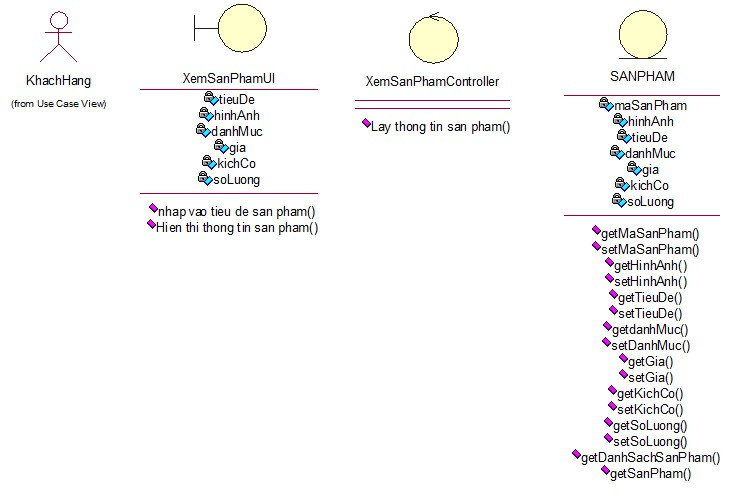 KhachHang
(from Use Case View)
XemSanPhamUI
tieuDe
hinhAnh
danhMuc
gia
kichCo
soLuong
nhap vao tieu de san pham()
Hien thi thong tin san pham()
XemSanPhamController
Lay thong tin san pham()
SANPHAM
maSanPham
hinhAnh
tieuDe
danhMuc
gia
kichCo
soLuong
getMaSanPham()
setMaSanPham()
getHinhAnh()
setHinhAnh()
getTieuDe()
setTieuDe()
getdanhMuc()
setDanhMuc()
getGia()
setGia()
getKichCo()
setKichCo()
getSoLuong()
setSoLuong()
getDanhSachSanPham()
getSanPham()